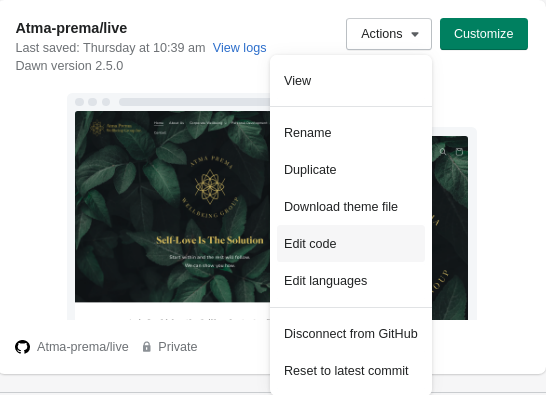 Atma-prema/live
Actions
Customize
Last saved: Thursday at 10:39 am View logs
Dawn version 2.5.0
View
Rename
Duplicate
Download theme file
Edit code
Edit languages
Disconnect from GitHub
Reset to latest commit
Atma Prema
Home About Us
Contact
ATMA PREMA
WELLBEING GROUP
Self-Love Is The Solution
Start within and the rest will follow.
We can show you how.
Atma-prema/live
Private